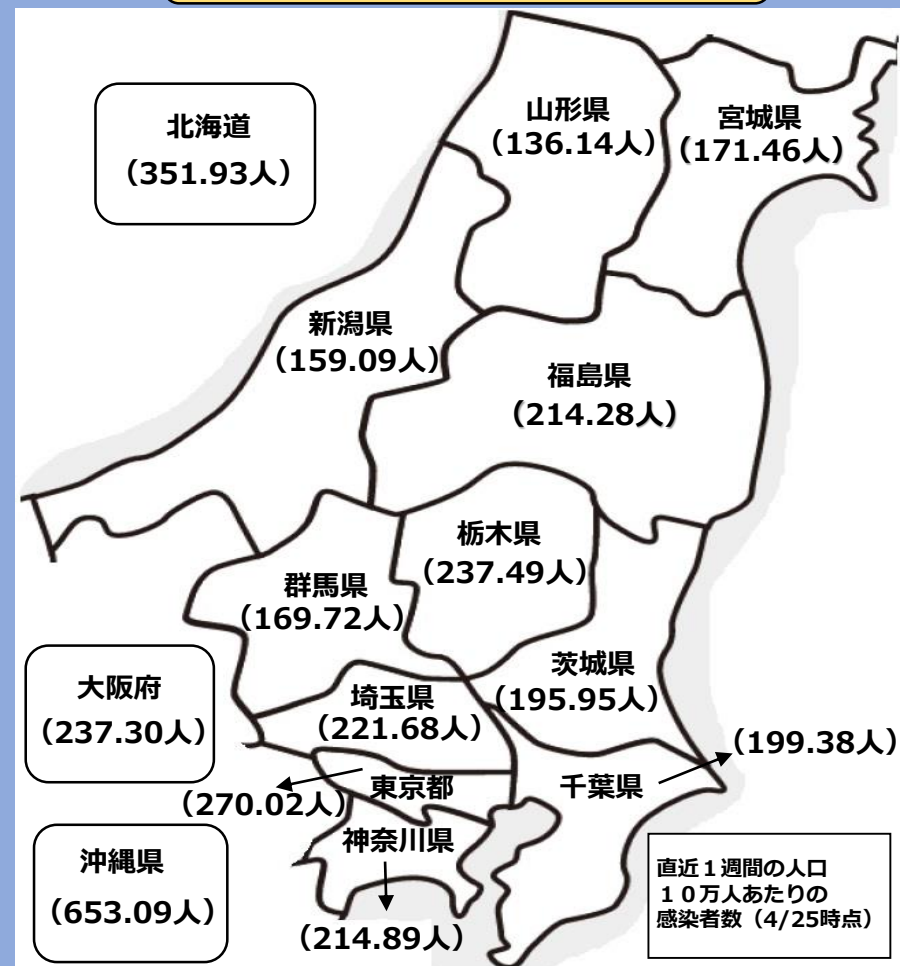 北海道
(351.93人)
山形県
(136.14人)
宮城県
(171.46人)
新潟県
(159.09人)
福島県
(214.28人)
栃木県
(237.49人)
群馬県
(169.72人)
茨城県
(195.95人)
大阪府
(237.30人)
埼玉県
(221.68人)
(199.38人)
千葉県
東京都
(270.02人)
神奈川県
(214.89人)
沖縄県
(653.09人)
直近1週間の人口
10万人あたりの
感染者数（4/25時点）